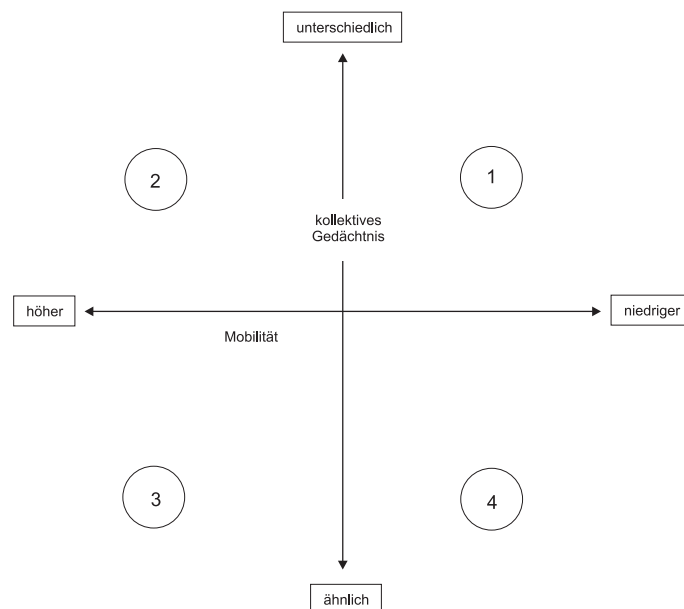 unterschiedlich
2
1
kollektives
Gedächtnis
höher
niedriger
Mobilität
3
4
ähnlich